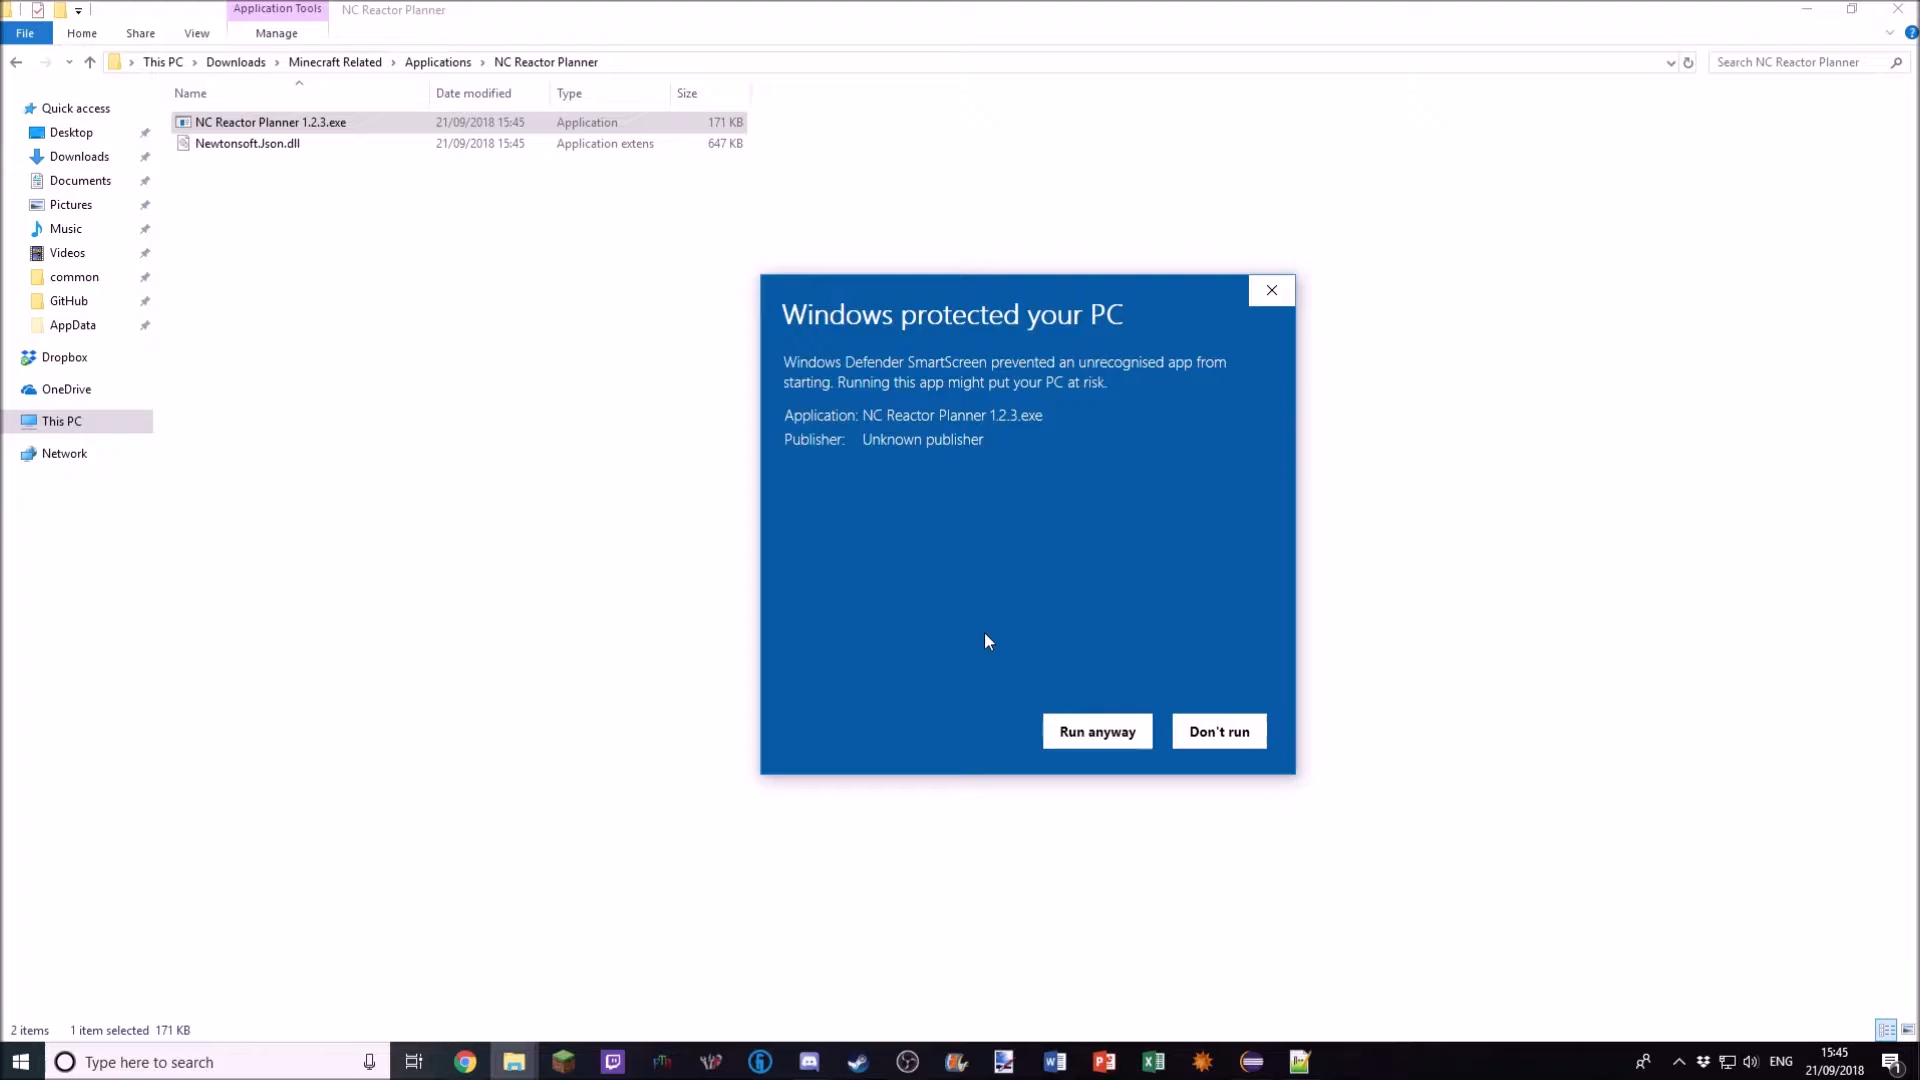 Application Tools
NC Reactor Planner
File
Home
Share
View
Manage
This PC
Downloads
Minecraft Related
Applications
NC Reactor Planner
Search NC Reactor Planner
Name
Date modified
Type
Size
NC Reactor Planner 1.2.3.exe
21/09/2018 15:45
Application
171 KB
Newtonsoft.Json.dll
21/09/2018 15:45
Application extens
647 KB
Quick access
Desktop
Downloads
Documents
Pictures
Music
Videos
common
GitHub
AppData
Dropbox
OneDrive
This PC
Network
Windows protected your PC
Windows Defender SmartScreen prevented an unrecognised app from
starting. Running this app might put your PC at risk.
Application: NC Reactor Planner 1.2.3.exe
Publisher: Unknown publisher
Run anyway
Don't run
2 items
1 item selected 171 KB
Type here to search
ENG
15:45
21/09/2018
1